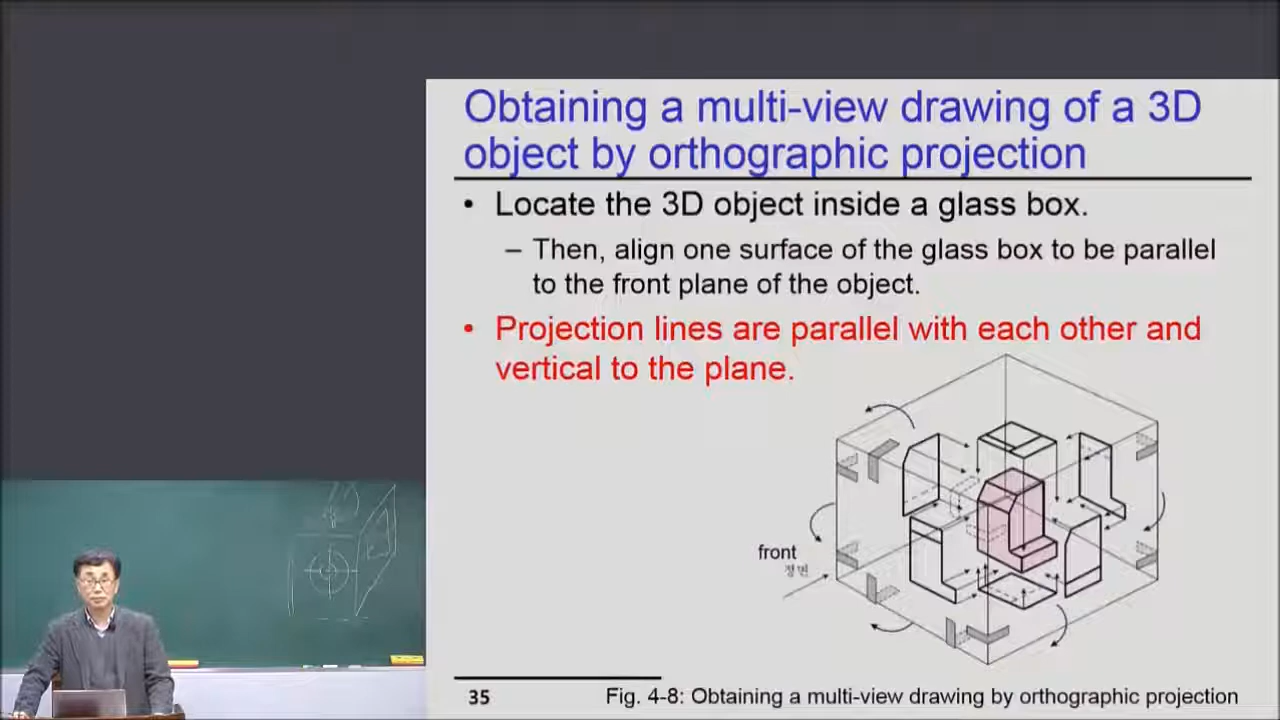 Obtaining a multi-view drawing of a 3D
object by orthographic projection
• Locate the 3D object inside a glass box.
– Then, align one surface of the glass box to be parallel
to the front plane of the object.
• Projection lines are parallel with each other and
vertical to the plane.
front
정면
35
Fig. 4-8: Obtaining a multi-view drawing by orthographic projection